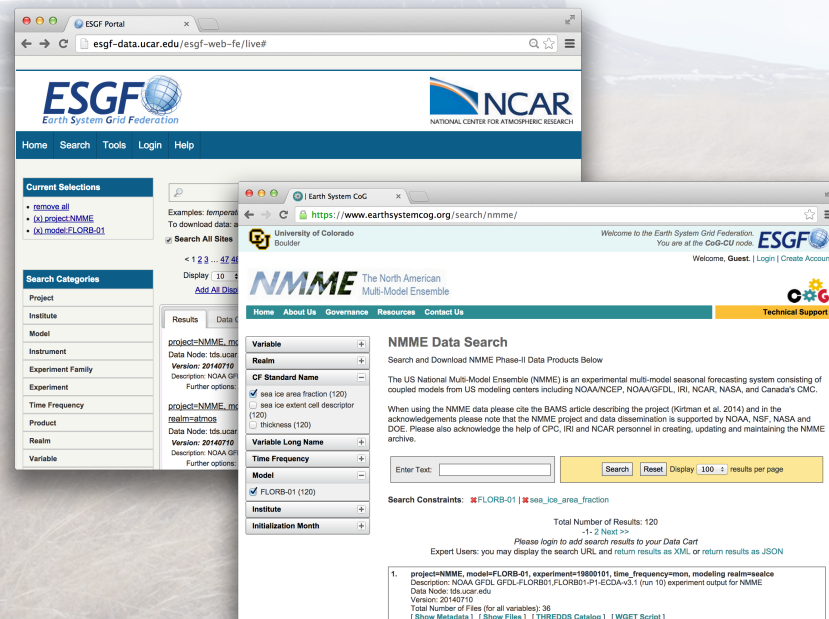 ESGF Portal
esgf-data.ucar.edu/esgf-web-fe/live#
ESGF
Earth System Grid Federation
NCAR
NATIONAL CENTER FOR ATMOSPHERIC RESEARCH
Home Search Tools Login Help
Current Selections
remove all
(x) project:NMME
(x) model:FLORB-01
Search Categories
Project
Institute
Model
Instrument
Experiment Family
Experiment
Time Frequency
Product
Realm
Variable
Examples: temperat
To download data: a
Search All Sites
< 1 2 3 ... 47 48
Display 10
Add All Disp
Results Data C
project=NMME, mo
Data Node: tds.ucar
Version: 20140710
Description: NOAA GF
Further options:
project=NMME, mo
realm=atmos
Data Node: tds.ucar
Version: 20140710
Description: NOAA GF
Further options:
| Earth System CoG
https://www.earthsystemcog.org/search/nmme/
University of Colorado
Boulder
Welcome to the Earth System Grid Federation.
You are at the CoG-CU node.
ESGF
Welcome, Guest. | Login | Create Accoun
NMME
The North American
Multi-Model Ensemble
CoG
Home About Us Governance Resources Contact Us
Technical Support
Variable
Realm
CF Standard Name
sea ice area fraction (120)
sea ice extent cell descriptor
(120)
thickness (120)
Variable Long Name
Time Frequency
Model
FLORB-01 (120)
Institute
Initialization Month
NMME Data Search
Search and Download NMME Phase-II Data Products Below
The US National Multi-Model Ensemble (NMME) is an experimental multi-model seasonal forecasting system consisting of
coupled models from US modeling centers including NOAA/NCEP, NOAA/GFDL, IRI, NCAR, NASA, and Canada's CMC.
When using the NMME data please cite the BAMS article describing the project (Kirtman et al. 2014) and in the
acknowledgements please note that the NMME project and data dissemination is supported by NOAA, NSF, NASA and
DOE. Please also acknowledge the help of CPC, IRI and NCAR personnel in creating, updating and maintaining the NMME
archive.
Enter Text:
Search Reset Display 100 results per page
Search Constraints: FLORB-01 | sea_ice_area_fraction
Total Number of Results: 120
-1- 2 Next >>
Please login to add search results to your Data Cart
Expert Users: you may display the search URL and return results as XML or return results as JSON
1. project=NMME, model=FLORB-01, experiment=19800101, time_frequency=mon, modeling realm=seaIce
Description: NOAA GFDL GFDL-FLORB01,FLORB01-P1-ECDA-v3.1 (run 10) experiment output for NMME
Data Node: tds.ucar.edu
Version: 20140710
Total Number of Files (for all variables): 36
[ Show Metadata ] [ Show Files ] [ THREDDS Catalog ] [ WGET Script ]